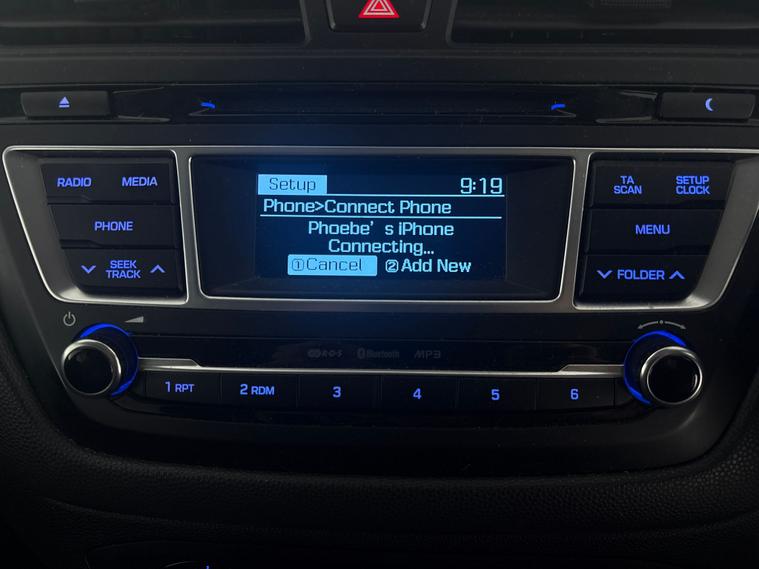 RADIO MEDIA
PHONE
SEEK
TRACK
Setup 9:19
Phone>Connect Phone
Phoebe's iPhone
Connecting...
①Cancel ②Add New
TA
SCAN
SETUP
CLOCK
MENU
FOLDER
R·D·S Bluetooth MP3
1 RPT 2 RDM 3 4 5 6